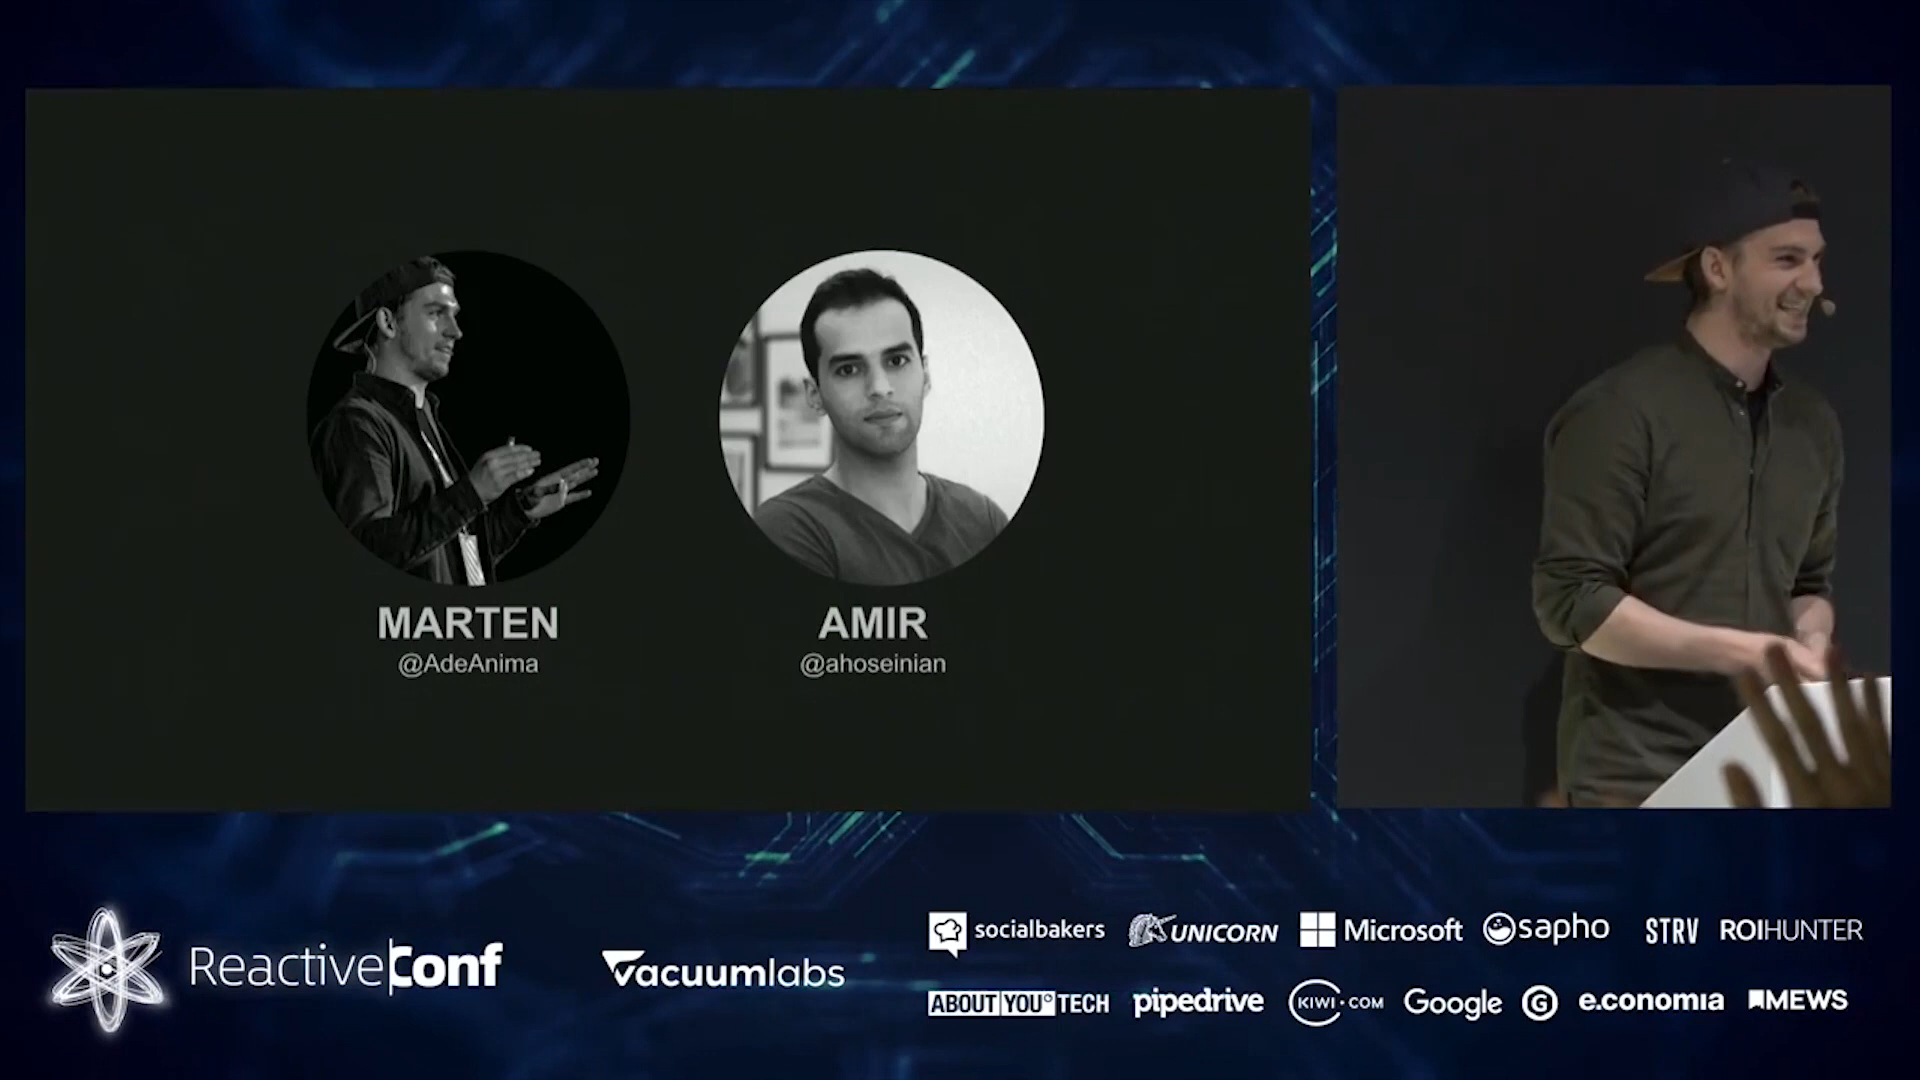 MARTEN
@AdeAnima
AMIR
@ahoseinian
ReactiveConf
vacuumlabs
socialbakers UNICORN Microsoft sapho STRV ROIHUNTER
ABOUT YOU° TECH pipedrive KIWI.COM Google G e.conomia MEWS